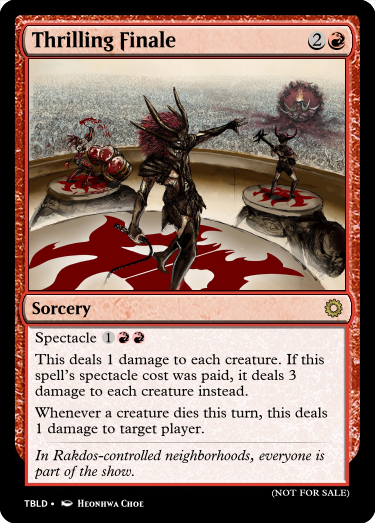 Thrilling Finale 2
Sorcery
Spectacle 1
This deals 1 damage to each creature. If this
spell's spectacle cost was paid, it deals 3
damage to each creature instead.
Whenever a creature dies this turn, this deals
1 damage to target player.
In Rakdos-controlled neighborhoods, everyone is
part of the show.
(NOT FOR SALE)
TBLD • Heonhwa Choe